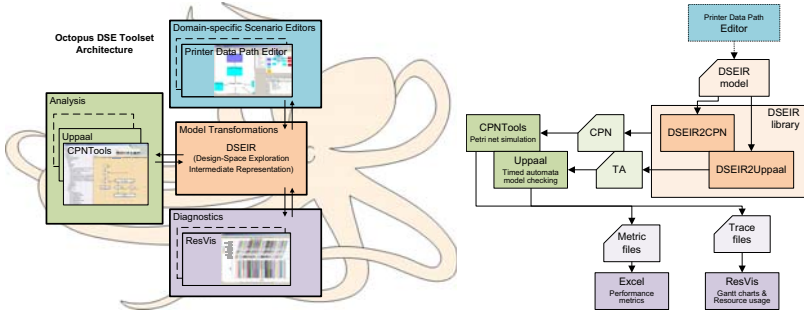 Octopus DSE Toolset
Architecture
Domain-specific Scenario Editors
Printer Data Path Editor
Analysis
Uppaal
CPNTools
Model Transformations
DSEIR
(Design-Space Exploration
Intermediate Representation)
Diagnostics
ResVis
Printer Data Path
Editor
DSEIR
model
DSEIR
library
CPNTools
Petri net simulation
CPN
DSEIR2CPN
Uppaal
Timed automata
model checking
TA
DSEIR2Uppaal
Metric
files
Trace
files
Excel
Performance
metrics
ResVis
Gantt charts &
Resource usage